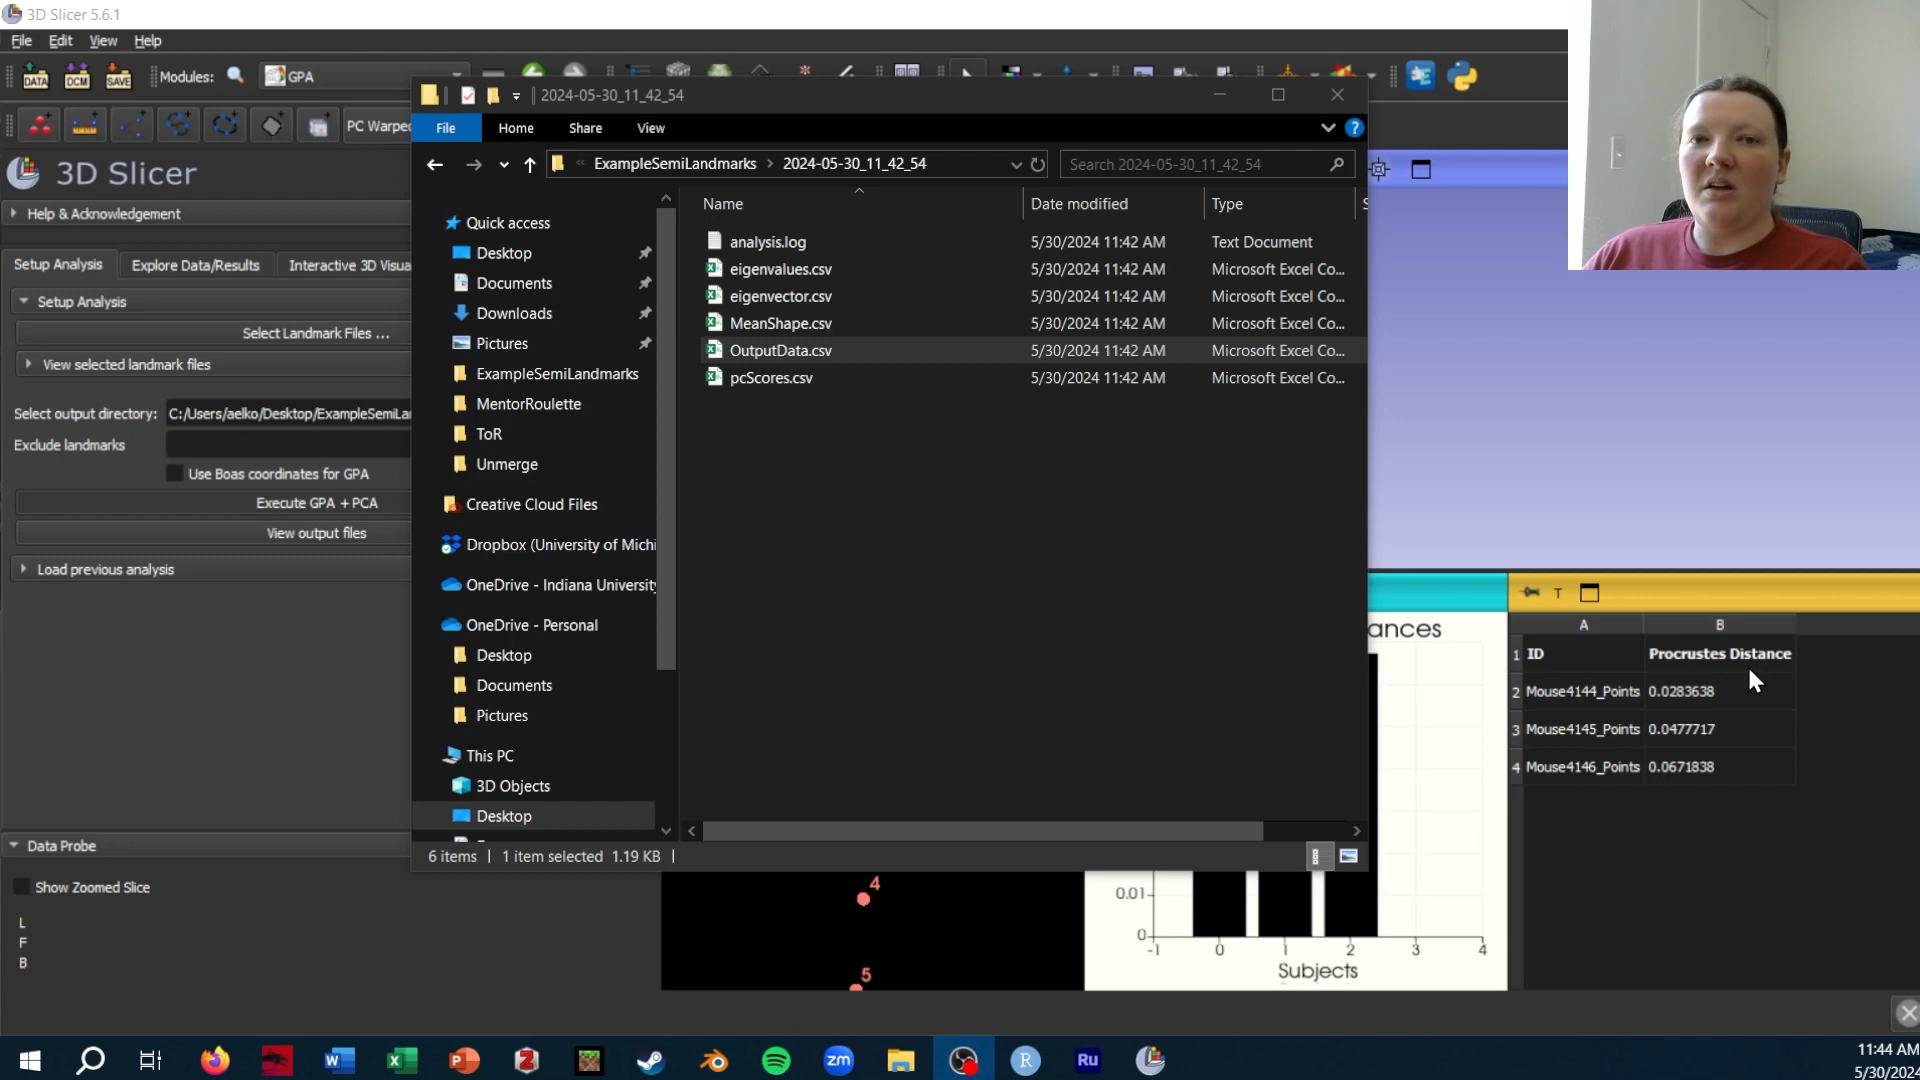 3D Slicer 5.6.1
File Edit View Help
DATA DCM SAVE Modules: GPA
PC Warped
3D Slicer
Help & Acknowledgement
Setup Analysis Explore Data/Results Interactive 3D Visua
Setup Analysis
Select Landmark Files ...
View selected landmark files
Select output directory: C:/Users/aelko/Desktop/ExampleSemiLa
Exclude landmarks
Use Boas coordinates for GPA
Execute GPA + PCA
View output files
Load previous analysis
Data Probe
Show Zoomed Slice
L
F
B
2024-05-30_11_42_54
File Home Share View
ExampleSemiLandmarks 2024-05-30_11_42_54 Search 2024-05-30_11_42_54
Quick access
Desktop
Documents
Downloads
Pictures
ExampleSemiLandmarks
MentorRoulette
ToR
Unmerge
Creative Cloud Files
Dropbox (University of Michi
OneDrive - Indiana University
OneDrive - Personal
Desktop
Documents
Pictures
This PC
3D Objects
Desktop
Name Date modified Type
analysis.log 5/30/2024 11:42 AM Text Document
eigenvalues.csv 5/30/2024 11:42 AM Microsoft Excel Co...
eigenvector.csv 5/30/2024 11:42 AM Microsoft Excel Co...
MeanShape.csv 5/30/2024 11:42 AM Microsoft Excel Co...
OutputData.csv 5/30/2024 11:42 AM Microsoft Excel Co...
pcScores.csv 5/30/2024 11:42 AM Microsoft Excel Co...
6 items 1 item selected 1.19 KB
4
5
ances
0.01
0
-1 0 1 2 3 4
Subjects
T
A B
1 ID Procrustes Distance
2 Mouse4144_Points 0.0283638
3 Mouse4145_Points 0.0477717
4 Mouse4146_Points 0.0671838
W X P Z zm R Ru
11:44 AM
5/30/2024